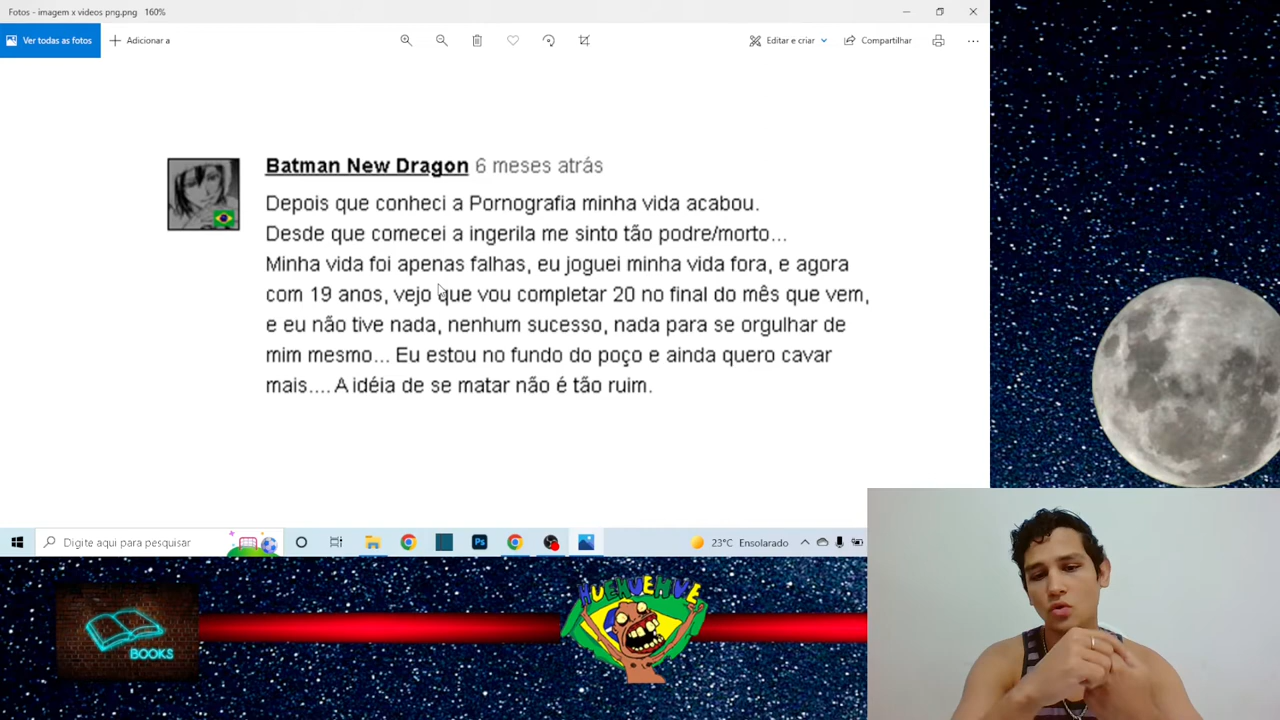 Fotos - imagem x videos png.png 160%
Ver todas as fotos
Adicionar a
Editar e criar
Compartilhar
Batman New Dragon 6 meses atrás
Depois que conheci a Pornografia minha vida acabou.
Desde que comecei a ingerila me sinto tão podre/morto...
Minha vida foi apenas falhas, eu joguei minha vida fora, e agora
com 19 anos, vejo que vou completar 20 no final do mês que vem,
e eu não tive nada, nenhum sucesso, nada para se orgulhar de
mim mesmo... Eu estou no fundo do poço e ainda quero cavar
mais.... A idéia de se matar não é tão ruim.
Digite aqui para pesquisar
Ps
23°C Ensolarado
BOOKS
HUEHUEHUE